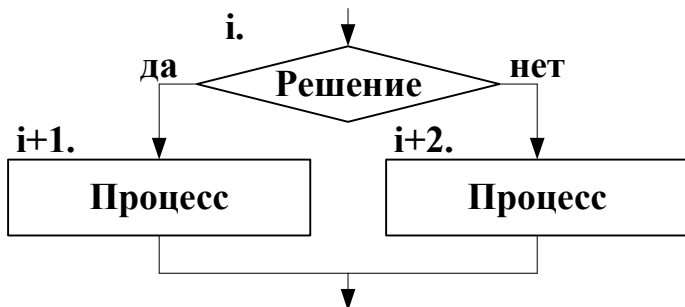 i.
да
нет
Решение
i+1.
i+2.
Процесс
Процесс